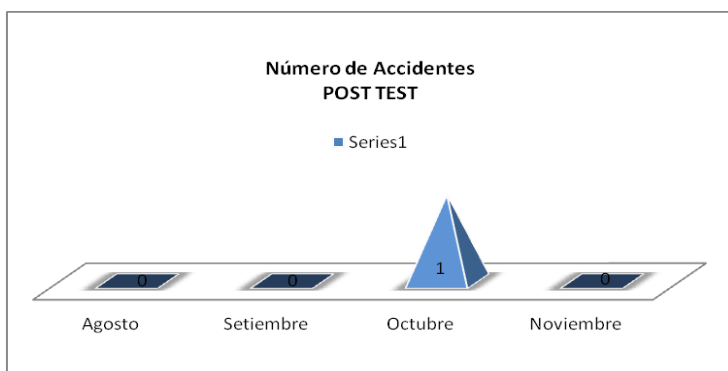 Número de Accidentes
POST TEST
Series1
0 0 1 0
Agosto Setiembre Octubre Noviembre